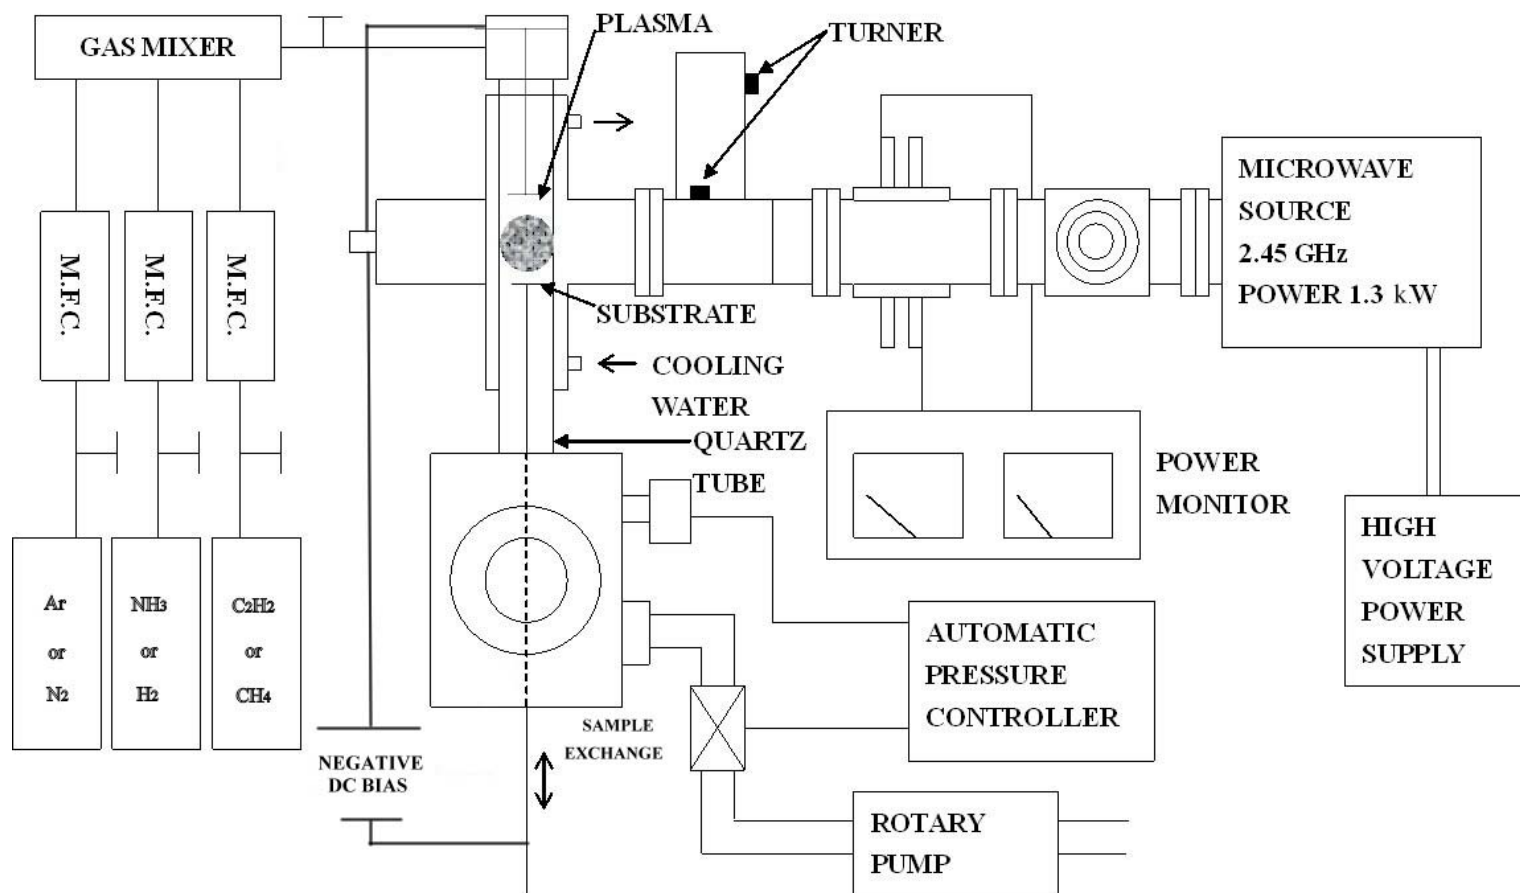 GAS MIXER
PLASMA
TURNER
MICROWAVE
SOURCE
2.45 GHz
POWER 1.3 kW
M.F.C.
M.F.C.
M.F.C.
SUBSTRATE
COOLING
WATER
QUARTZ
TUBE
POWER
MONITOR
HIGH
VOLTAGE
POWER
SUPPLY
Ar
or
N2
NH3
or
H2
C2H2
or
CH4
AUTOMATIC
PRESSURE
CONTROLLER
SAMPLE
EXCHANGE
NEGATIVE
DC BIAS
ROTARY
PUMP